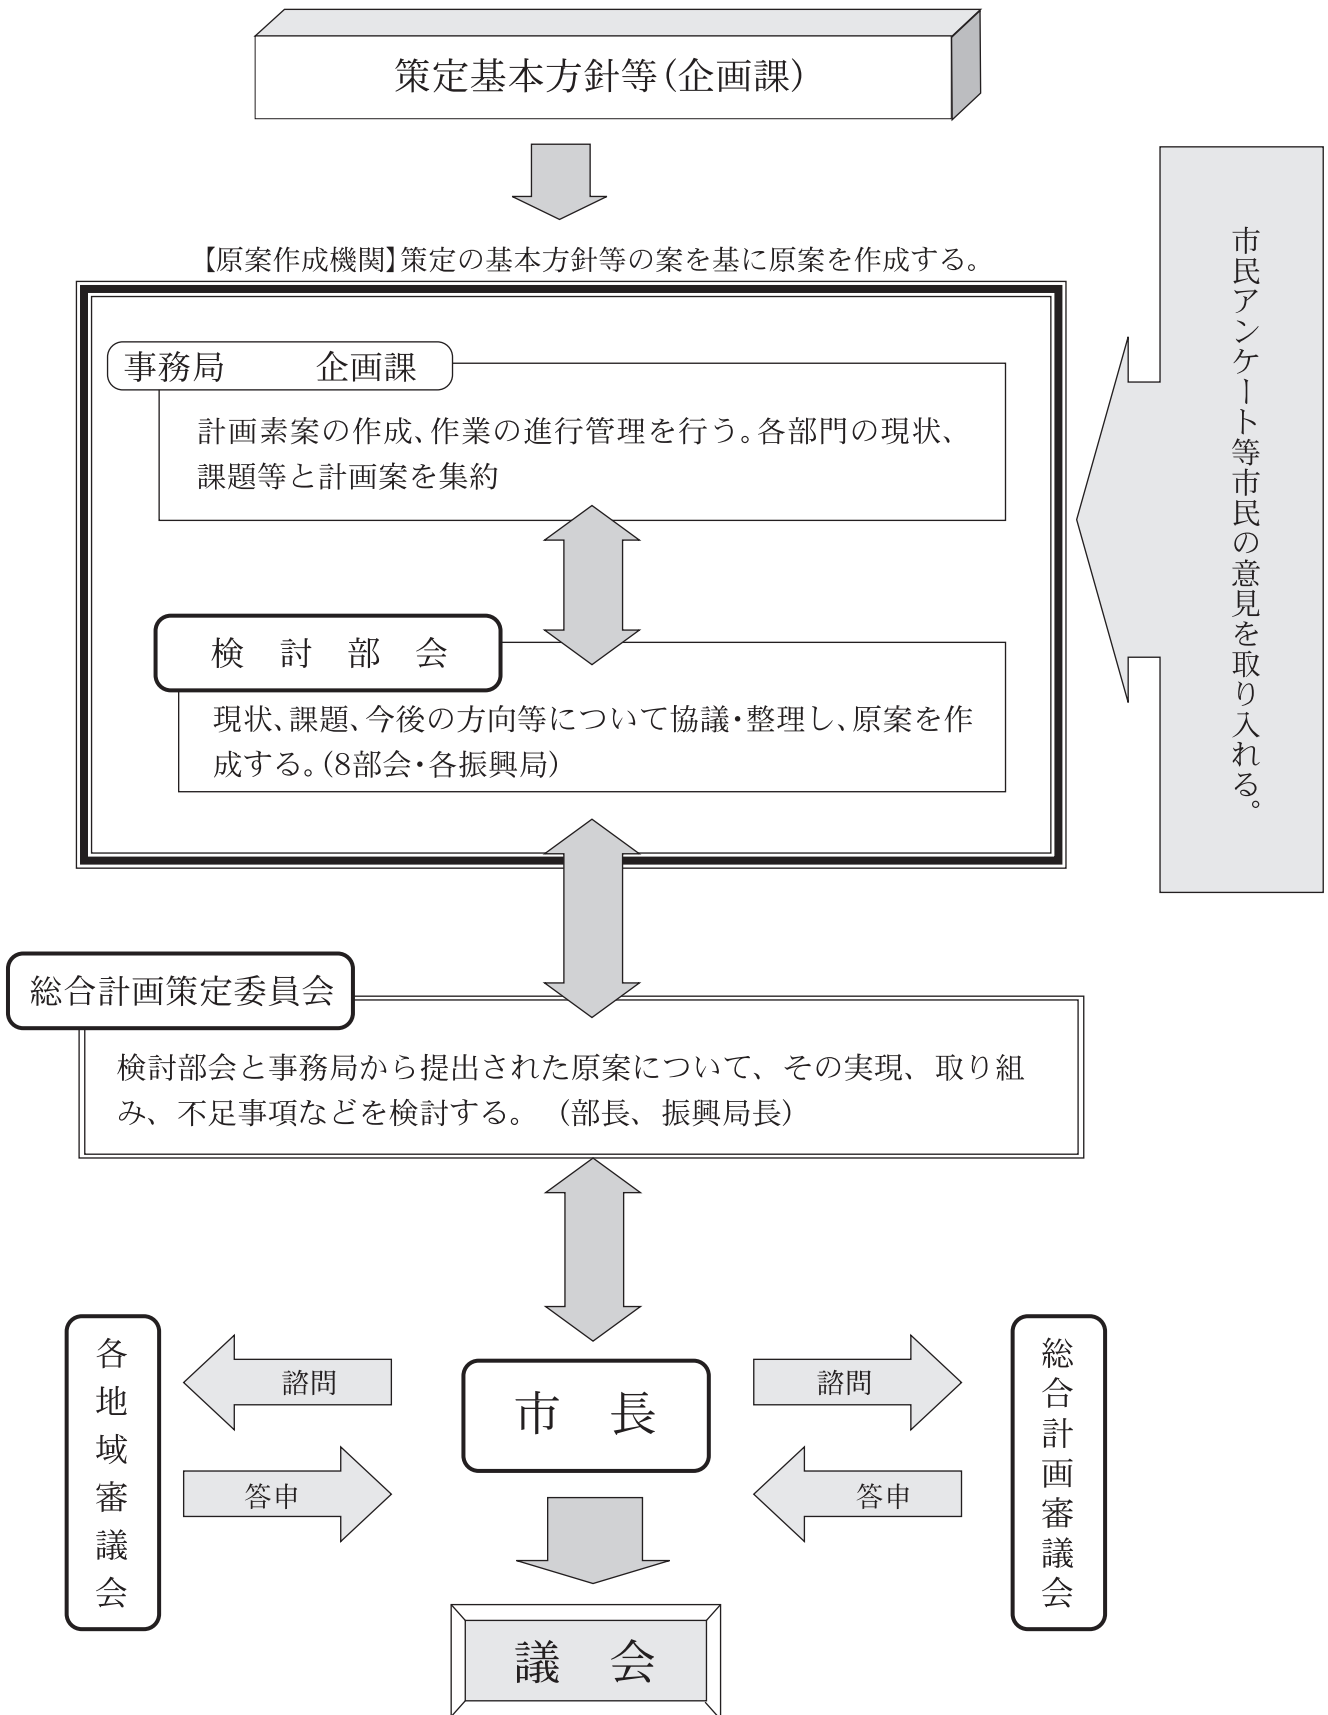 策定基本方針等(企画課)
【原案作成機関】策定の基本方針等の案を基に原案を作成する。
事務局　企画課
計画素案の作成、作業の進行管理を行う。各部門の現状、
課題等と計画案を集約
検討部会
現状、課題、今後の方向等について協議・整理し、原案を作
成する。(8部会・各振興局)
市民アンケート等市民の意見を取り入れる。
総合計画策定委員会
検討部会と事務局から提出された原案について、その実現、取り組
み、不足事項などを検討する。（部長、振興局長）
各地域審議会
諮問
答申
市長
諮問
答申
総合計画審議会
議会